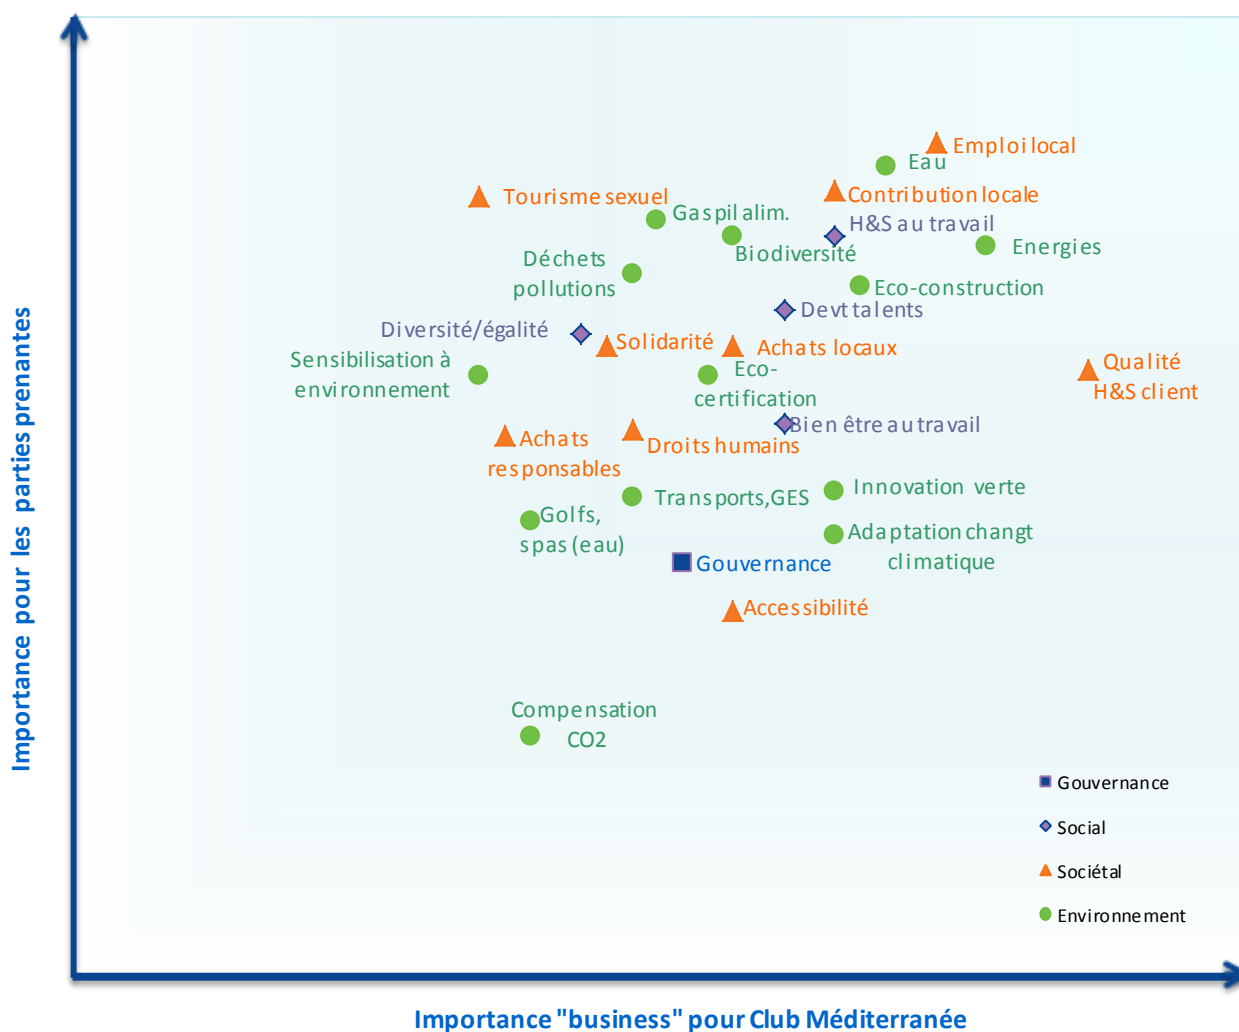 Importance pour les parties prenantes
Emploi local
Eau
Tourisme sexuel
Contribution locale
Gaspil alim.
H&S au travail
Biodiversité
Energies
Déchets
pollutions
Eco-construction
Devt talents
Diversité/égalité
Solidarité
Achats locaux
Sensibilisation à
environnement
Eco-
certification
Qualité
H&S client
Bien être au travail
Achats
responsables
Droits humains
Transports,GES
Innovation verte
Golfs,
spas (eau)
Adaptation changt
climatique
Gouvernance
Accessibilité
Compensation
CO2
Gouvernance
Social
Sociétal
Environnement
Importance "business" pour Club Méditerranée